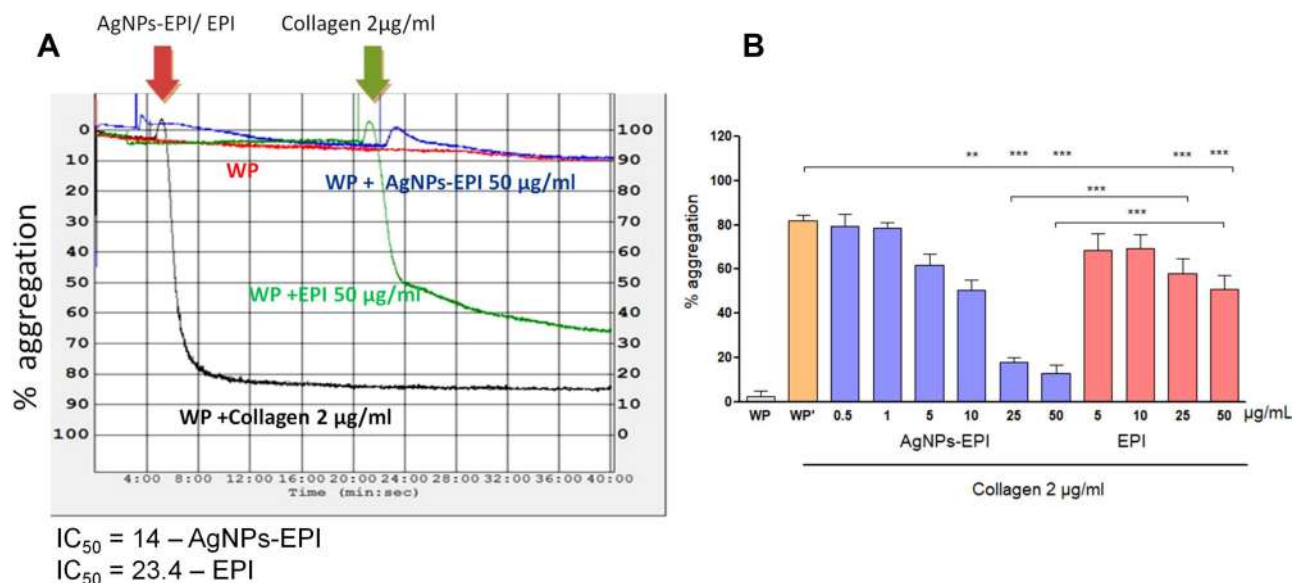 AgNPs-EPI/ EPI
Collagen 2µg/ml
A
B
% aggregation
0
10
20
30
40
50
60
70
80
90
100
100
90
80
70
60
50
40
30
20
10
0
WP
WP + AgNPs-EPI 50 µg/ml
WP +EPI 50 µg/ml
WP +Collagen 2 µg/ml
4:00 8:00 12:00 16:00 20:00 24:00 28:00 32:00 36:00 40:00
Time (min:sec)
IC50 = 14 – AgNPs-EPI
IC50 = 23.4 – EPI
% aggregation
120
100
80
60
40
20
0
** *** *** *** ***
***
***
WP WP' 0.5 1 5 10 25 50 5 10 25 50 µg/mL
AgNPs-EPI EPI
Collagen 2 µg/ml